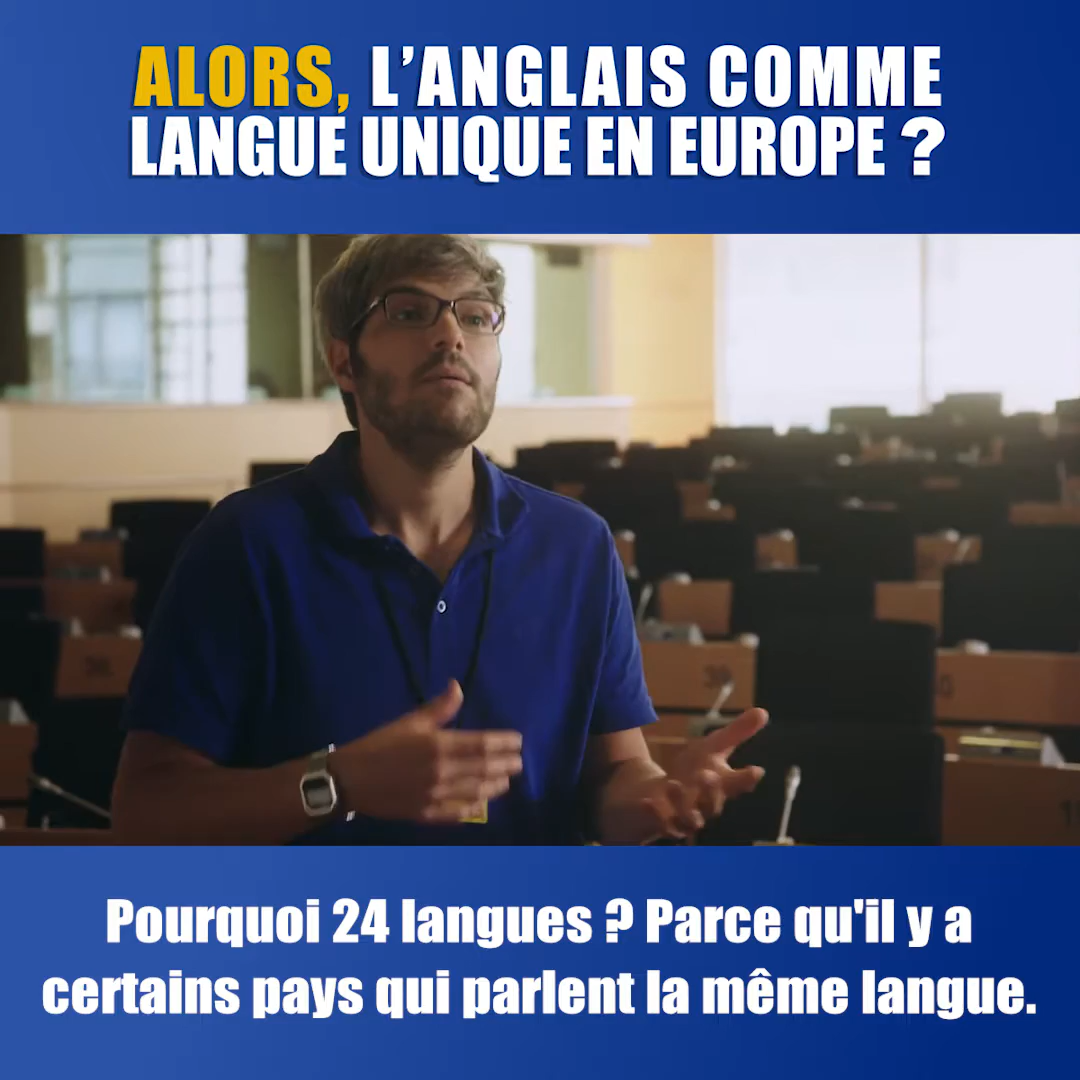 ALORS, L’ANGLAIS COMME
LANGUE UNIQUE EN EUROPE ?
39
Pourquoi 24 langues ? Parce qu'il y a
certains pays qui parlent la même langue.